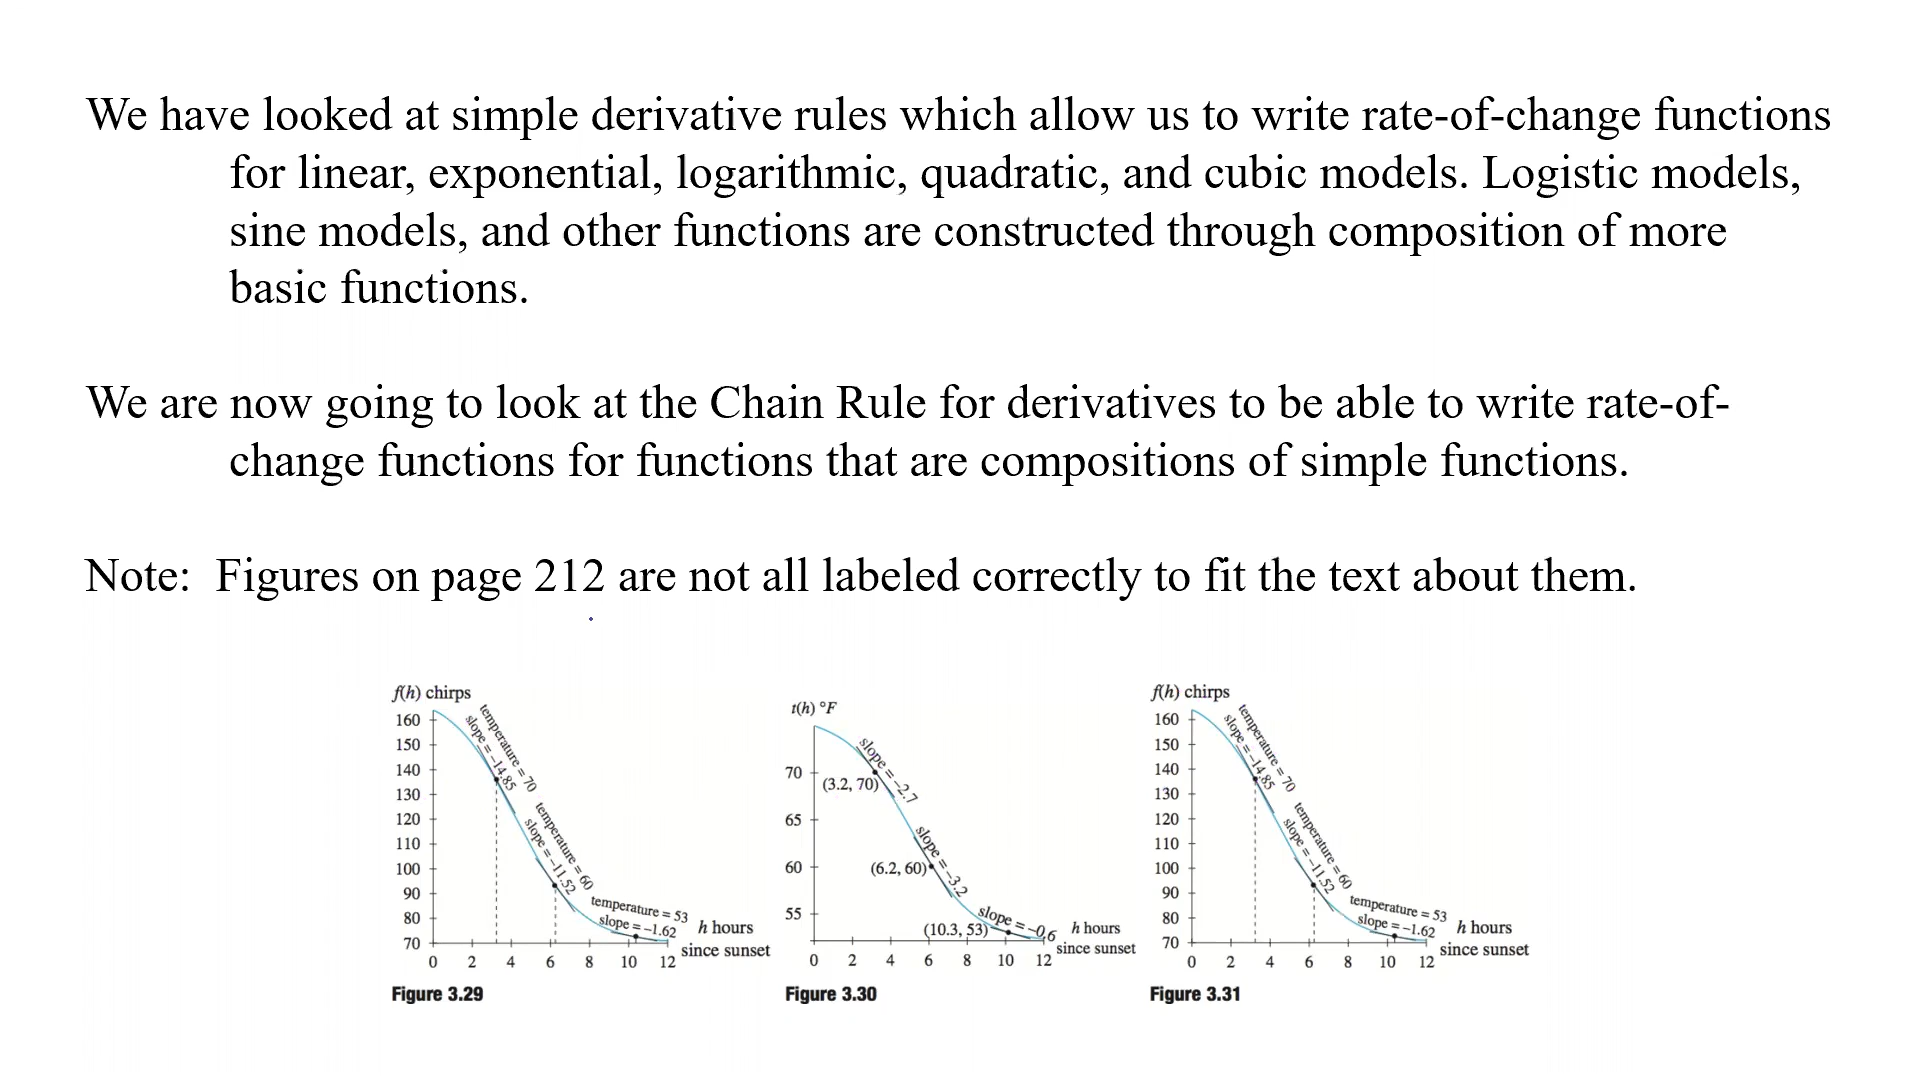 We have looked at simple derivative rules which allow us to write rate-of-change functions
for linear, exponential, logarithmic, quadratic, and cubic models. Logistic models,
sine models, and other functions are constructed through composition of more
basic functions.
We are now going to look at the Chain Rule for derivatives to be able to write rate-of-
change functions for functions that are compositions of simple functions.
Note: Figures on page 212 are not all labeled correctly to fit the text about them.
f(h) chirps
160
150
140
130
120
110
100
90
80
70
temperature = 70
slope = −14.85
temperature = 60
slope = −11.52
temperature = 53
slope = −1.62
h hours
since sunset
0 2 4 6 8 10 12
Figure 3.29
t(h) °F
70
65
60
55
slope = −2.7
(3.2, 70)
slope = −3.2
(6.2, 60)
slope = −0.6
(10.3, 53)
h hours
since sunset
0 2 4 6 8 10 12
Figure 3.30
f(h) chirps
160
150
140
130
120
110
100
90
80
70
temperature = 70
slope = −14.85
temperature = 60
slope = −11.52
temperature = 53
slope = −1.62
h hours
since sunset
0 2 4 6 8 10 12
Figure 3.31